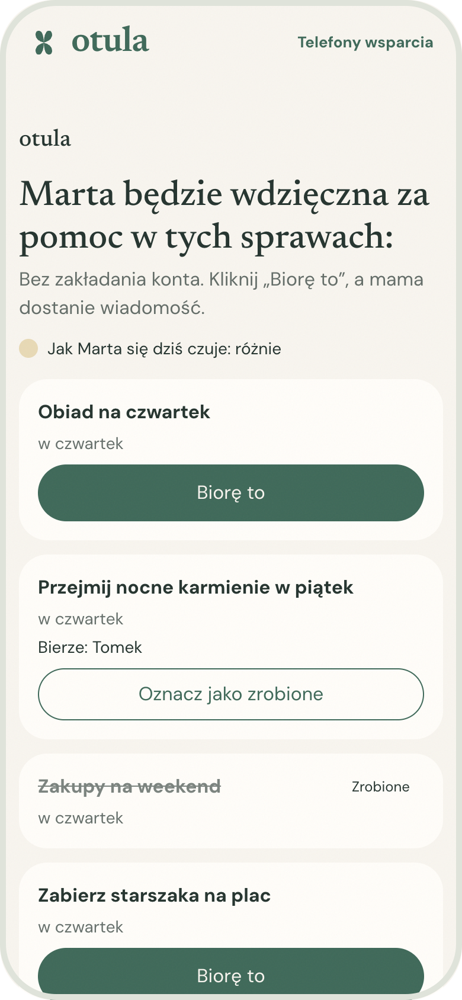 otula
Telefony wsparcia
otula
Marta będzie wdzięczna za
pomoc w tych sprawach:
Bez zakładania konta. Kliknij „Biorę to”, a mama
dostanie wiadomość.
Jak Marta się dziś czuje: różnie
Obiad na czwartek
w czwartek
Biorę to
Przejmij nocne karmienie w piątek
w czwartek
Bierze: Tomek
Oznacz jako zrobione
Zakupy na weekend
Zrobione
w czwartek
Zabierz starszaka na plac
w czwartek
Biorę to